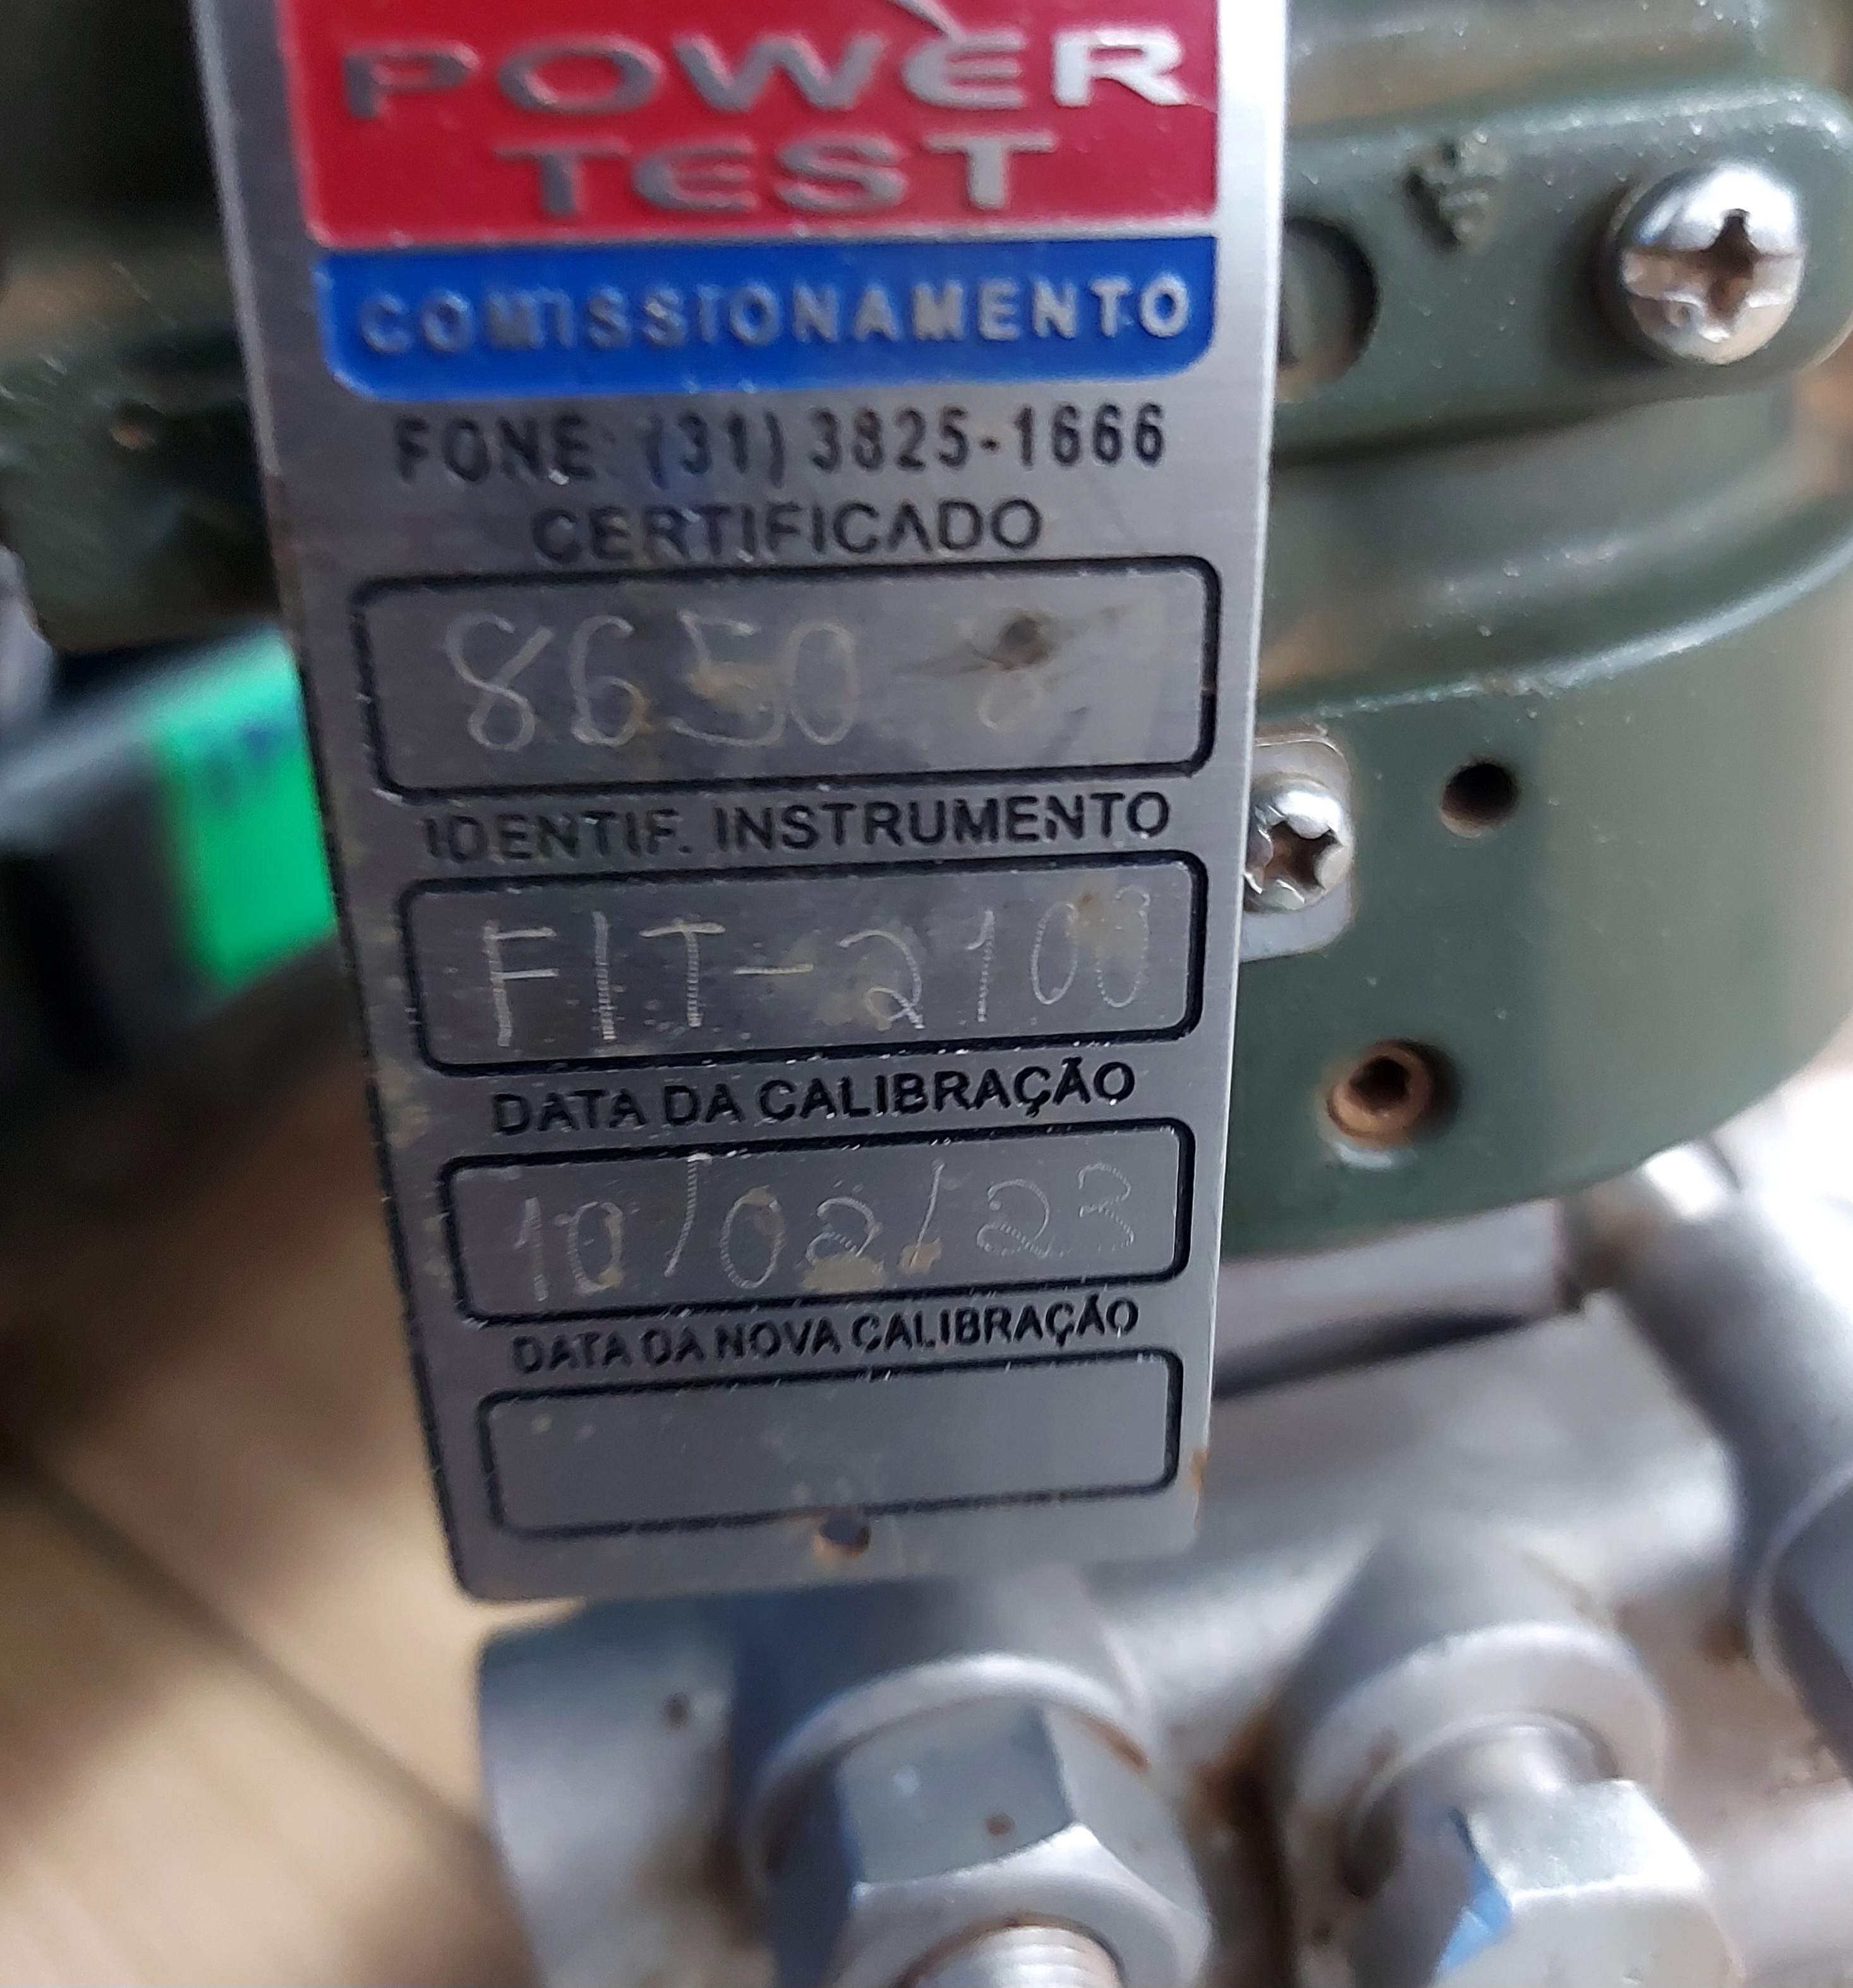 POWER
TEST
COMISSIONAMENTO
FONE: (31) 3825-1666
CERTIFICADO
8650
IDENTIF. INSTRUMENTO
FIT-2100
DATA DA CALIBRAÇÃO
10/02/23
DATA DA NOVA CALIBRAÇÃO